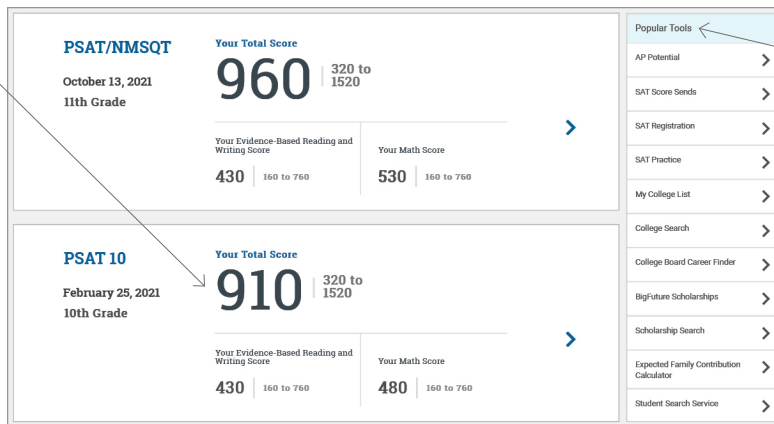 PSAT/NMSQT
October 13, 2021
11th Grade
Your Total Score
960
320 to
1520
Your Evidence-Based Reading and
Writing Score
430
160 to 760
Your Math Score
530
160 to 760
PSAT 10
February 25, 2021
10th Grade
Your Total Score
910
320 to
1520
Your Evidence-Based Reading and
Writing Score
430
160 to 760
Your Math Score
480
160 to 760
Popular Tools
AP Potential
SAT Score Sends
SAT Registration
SAT Practice
My College List
College Search
College Board Career Finder
BigFuture Scholarships
Scholarship Search
Expected Family Contribution
Calculator
Student Search Service